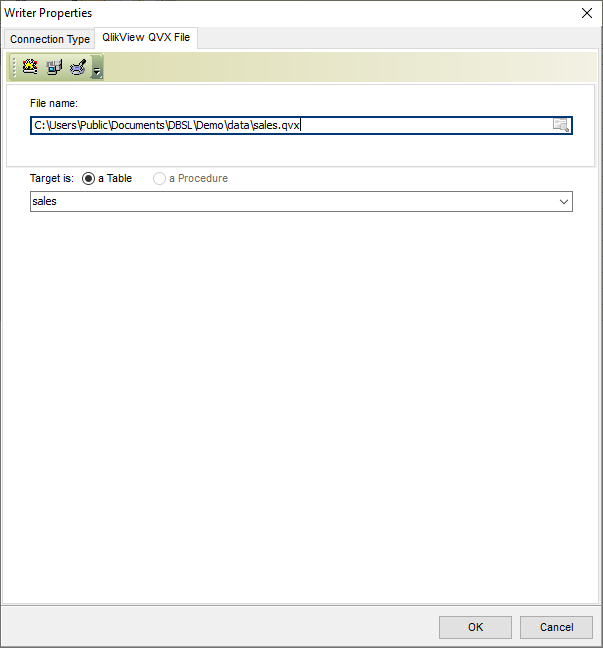 Writer Properties
Connection Type QlikView QVX File
File name:
C:\Users\Public\Documents\DBSL\Demo\data\sales.qvx
Target is: a Table a Procedure
sales
OK Cancel